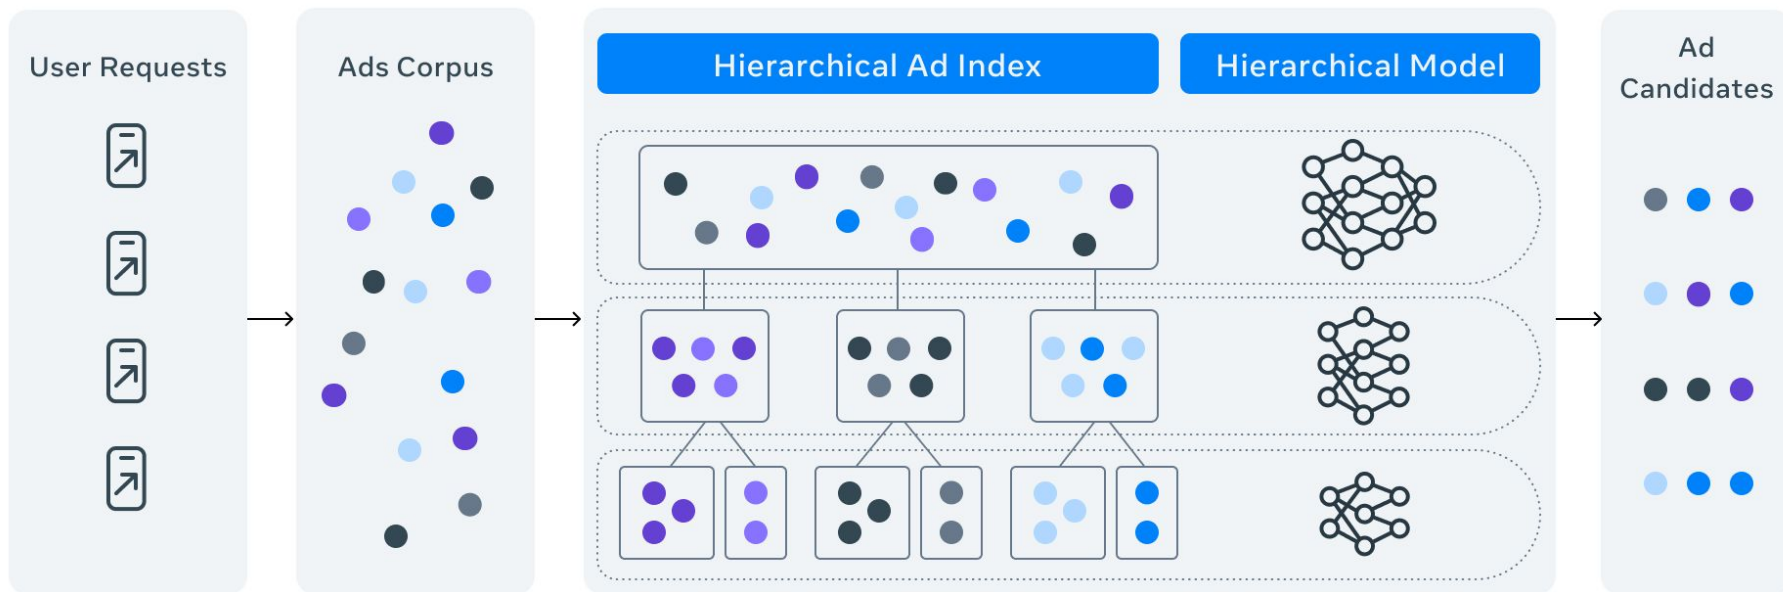 User Requests
Ads Corpus
Hierarchical Ad Index
Hierarchical Model
Ad
Candidates